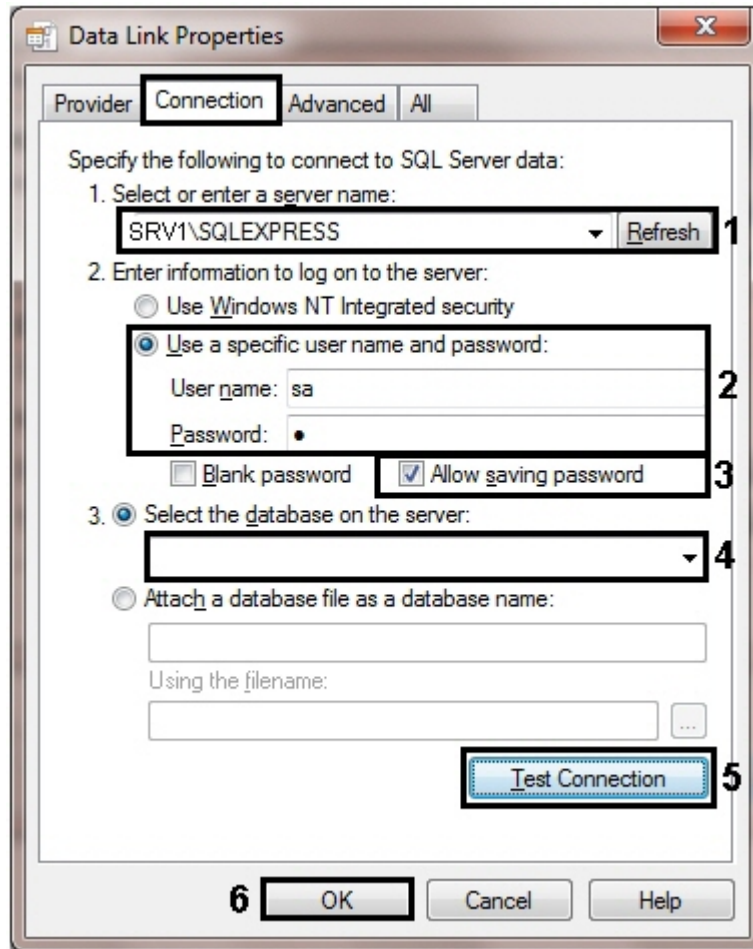 Data Link Properties
Provider Connection Advanced All
Specify the following to connect to SQL Server data:
1. Select or enter a server name:
SRV1\SQLEXPRESS Refresh 1
2. Enter information to log on to the server:
Use Windows NT Integrated security
Use a specific user name and password:
User name: sa 2
Password: ●
Blank password Allow saving password 3
3. Select the database on the server:
4
Attach a database file as a database name:
Using the filename:
...
Test Connection 5
6 OK Cancel Help